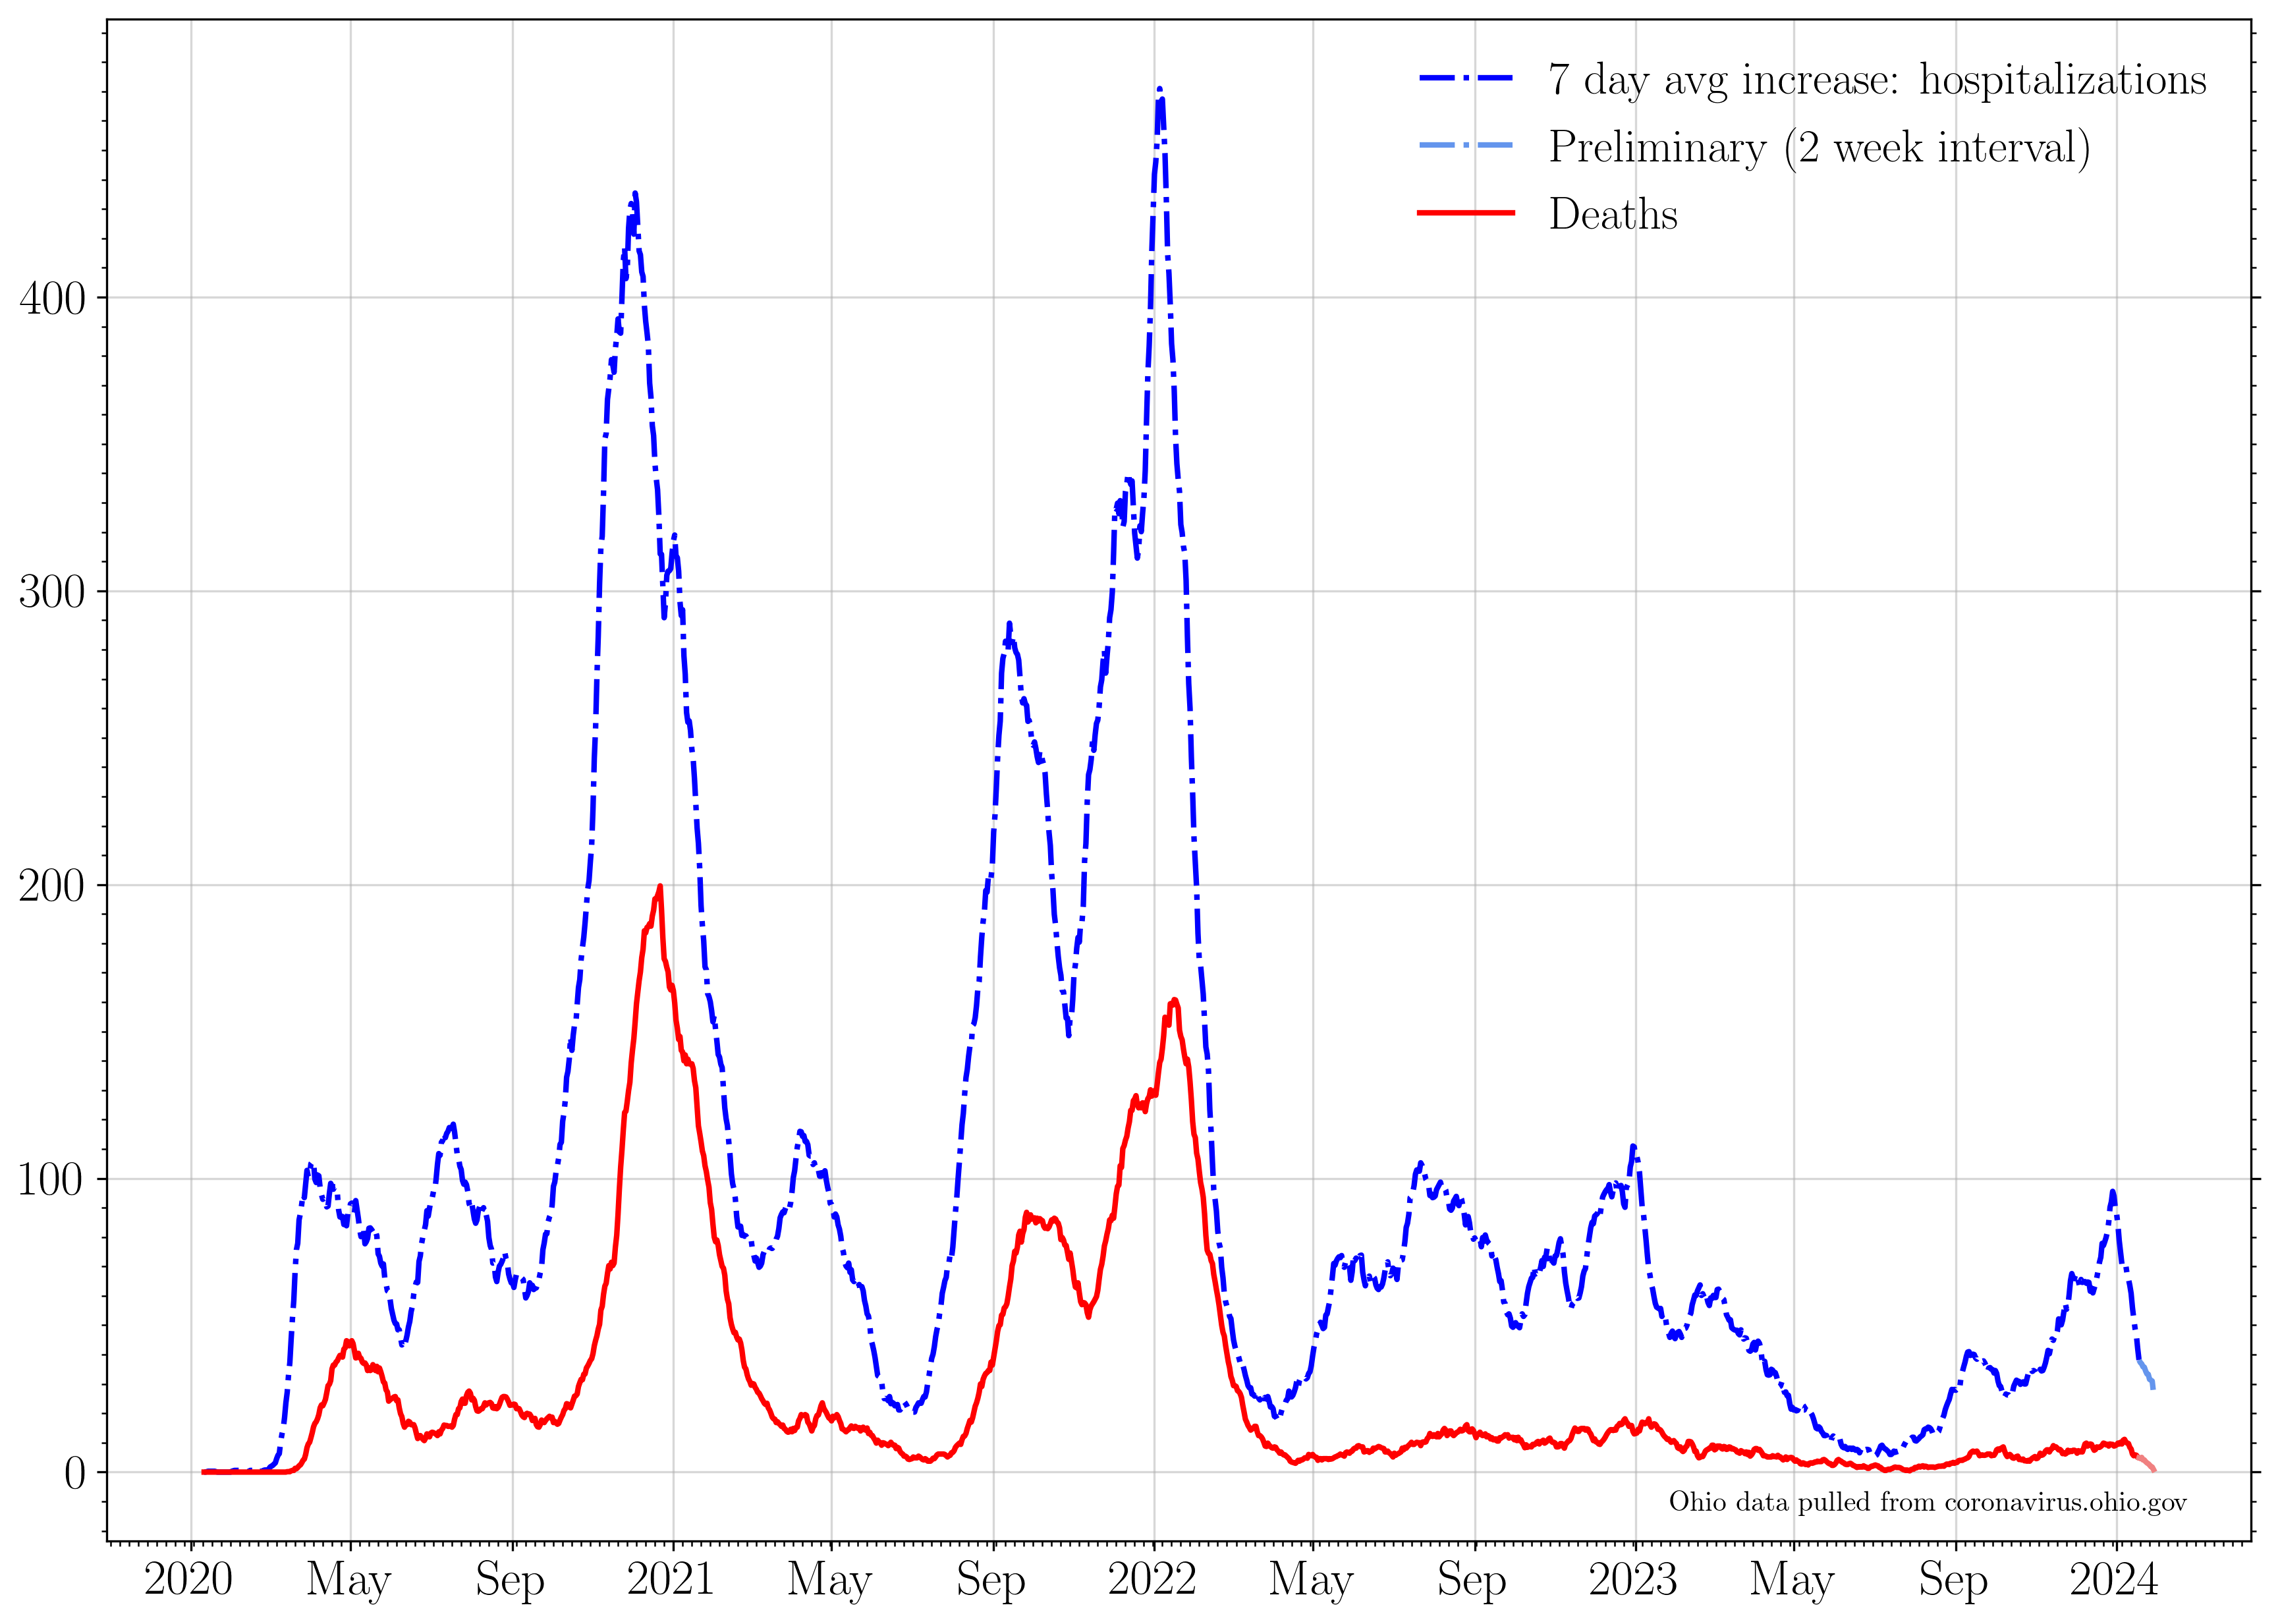 7 day avg increase: hospitalizations
Preliminary (2 week interval)
Deaths
400
300
200
100
0
Ohio data pulled from coronavirus.ohio.gov
2020 May Sep 2021 May Sep 2022 May Sep 2023 May Sep 2024